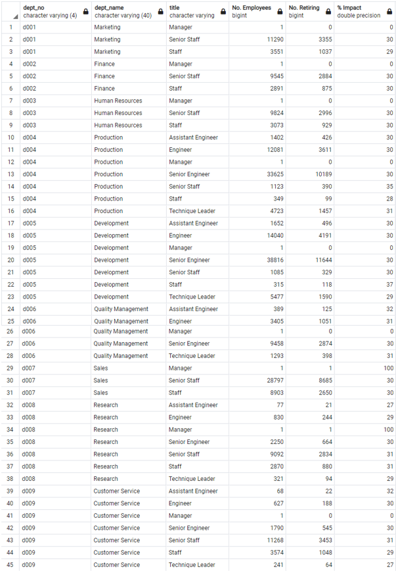 dept_no dept_name title No. Employees No. Retiring % Impact
character varying (4) character varying (40) character varying bigint bigint double precision
1 d001 Marketing Manager 1 0 0
2 d001 Marketing Senior Staff 11290 3355 30
3 d001 Marketing Staff 3551 1037 29
4 d002 Finance Manager 1 0 0
5 d002 Finance Senior Staff 9545 2884 30
6 d002 Finance Staff 2891 875 30
7 d003 Human Resources Manager 1 0 0
8 d003 Human Resources Senior Staff 9824 2996 30
9 d003 Human Resources Staff 3073 929 30
10 d004 Production Assistant Engineer 1402 426 30
11 d004 Production Engineer 12081 3611 30
12 d004 Production Manager 1 0 0
13 d004 Production Senior Engineer 33625 10189 30
14 d004 Production Senior Staff 1123 390 35
15 d004 Production Staff 349 99 28
16 d004 Production Technique Leader 4723 1457 31
17 d005 Development Assistant Engineer 1652 496 30
18 d005 Development Engineer 14040 4191 30
19 d005 Development Manager 1 0 0
20 d005 Development Senior Engineer 38816 11644 30
21 d005 Development Senior Staff 1085 329 30
22 d005 Development Staff 315 118 37
23 d005 Development Technique Leader 5477 1590 29
24 d006 Quality Management Assistant Engineer 389 125 32
25 d006 Quality Management Engineer 3405 1051 31
26 d006 Quality Management Manager 1 0 0
27 d006 Quality Management Senior Engineer 9458 2874 30
28 d006 Quality Management Technique Leader 1293 398 31
29 d007 Sales Manager 1 1 100
30 d007 Sales Senior Staff 28797 8685 30
31 d007 Sales Staff 8903 2650 30
32 d008 Research Assistant Engineer 77 21 27
33 d008 Research Engineer 830 244 29
34 d008 Research Manager 1 1 100
35 d008 Research Senior Engineer 2250 664 30
36 d008 Research Senior Staff 9092 2834 31
37 d008 Research Staff 2870 880 31
38 d008 Research Technique Leader 321 94 29
39 d009 Customer Service Assistant Engineer 68 22 32
40 d009 Customer Service Engineer 627 188 30
41 d009 Customer Service Manager 1 0 0
42 d009 Customer Service Senior Engineer 1790 545 30
43 d009 Customer Service Senior Staff 11268 3453 31
44 d009 Customer Service Staff 3574 1048 29
45 d009 Customer Service Technique Leader 241 64 27